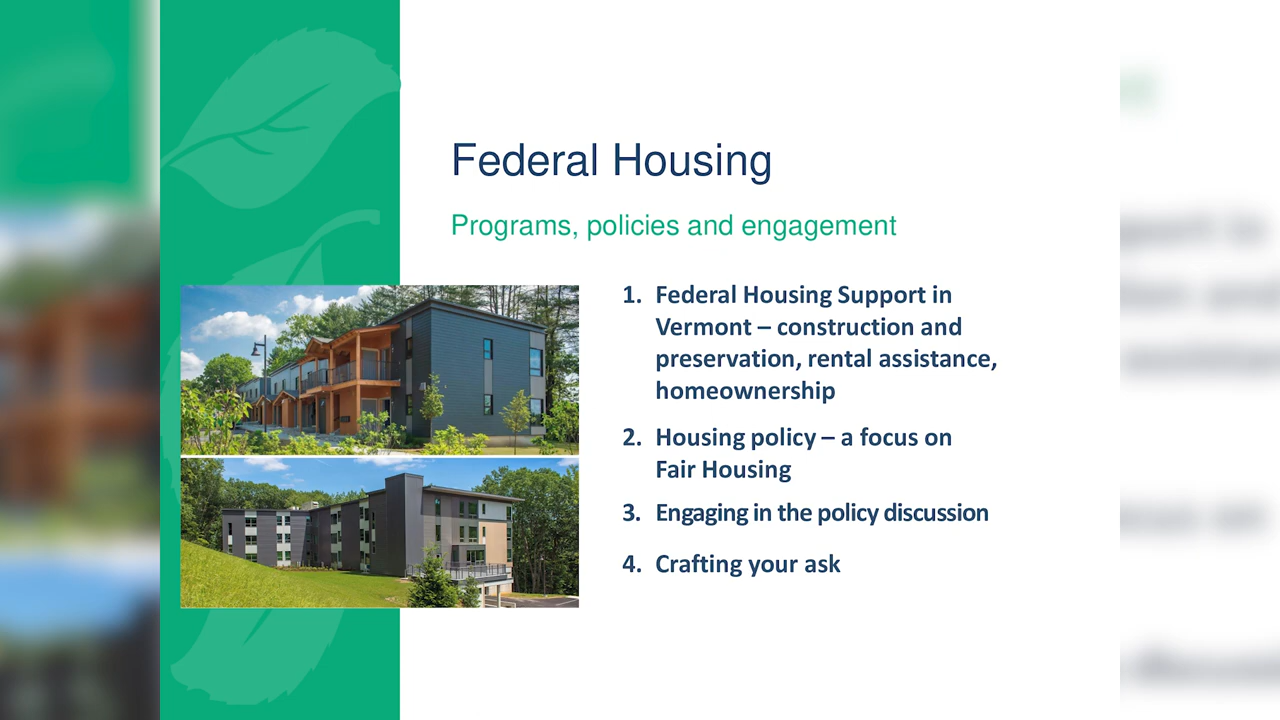 Federal Housing
Programs, policies and engagement
1. Federal Housing Support in
Vermont – construction and
preservation, rental assistance,
homeownership
2. Housing policy – a focus on
Fair Housing
3. Engaging in the policy discussion
4. Crafting your ask